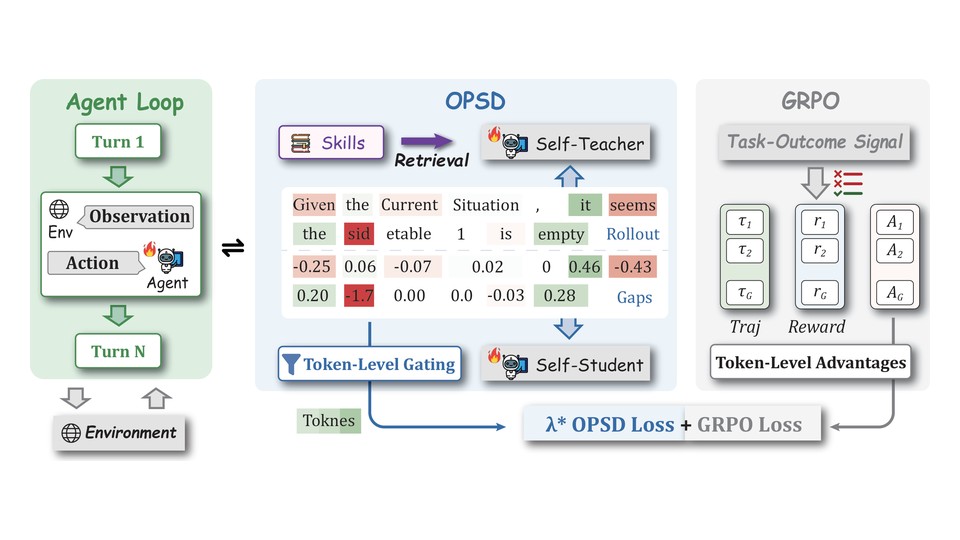 Agent Loop
Turn 1
Observation
Env
Action
Agent
Turn N
Environment
OPSD
Skills
Retrieval
Self-Teacher
Given the Current Situation , it seems
the sid etable 1 is empty Rollout
-0.25 0.06 -0.07 0.02 0 0.46 -0.43
0.20 -1.7 0.00 0.0 -0.03 0.28 Gaps
Token-Level Gating
Self-Student
Toknes
λ* OPSD Loss + GRPO Loss
GRPO
Task-Outcome Signal
τ1 r1 A1
τ2 r2 A2
τG rG AG
Traj Reward
Token-Level Advantages